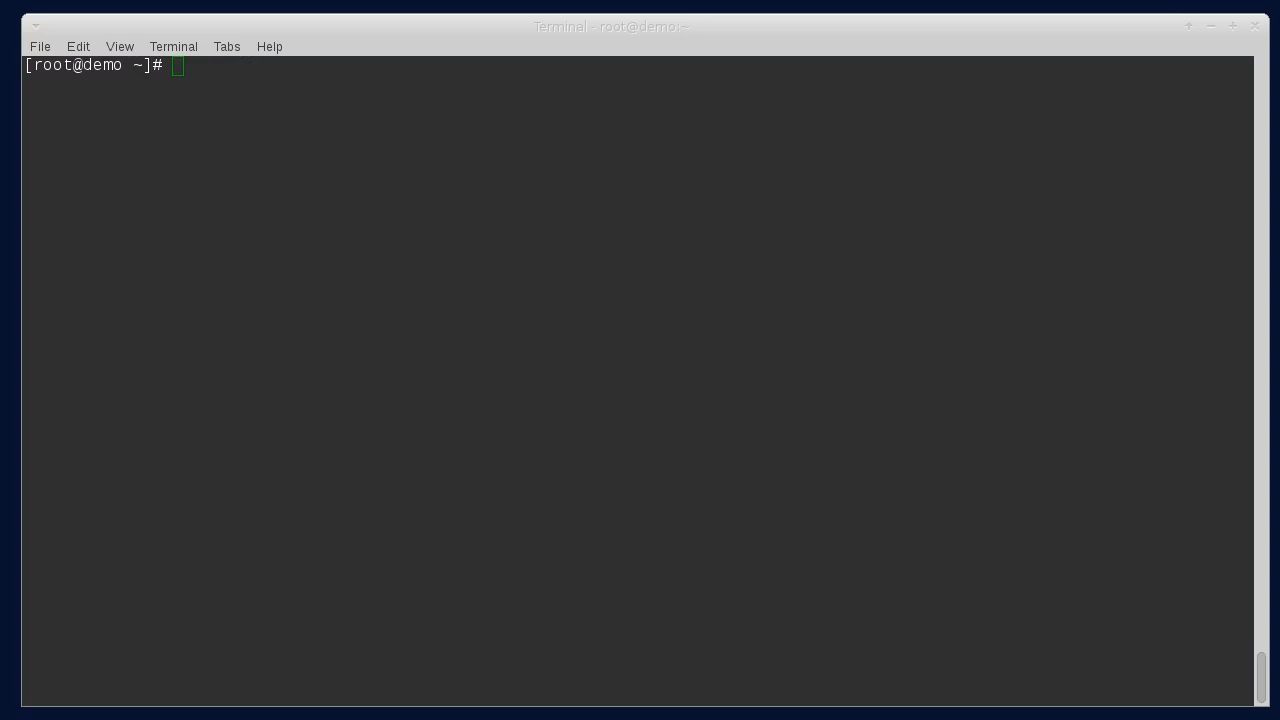 Terminal - root@demo:~
File Edit View Terminal Tabs Help
[root@demo ~]#